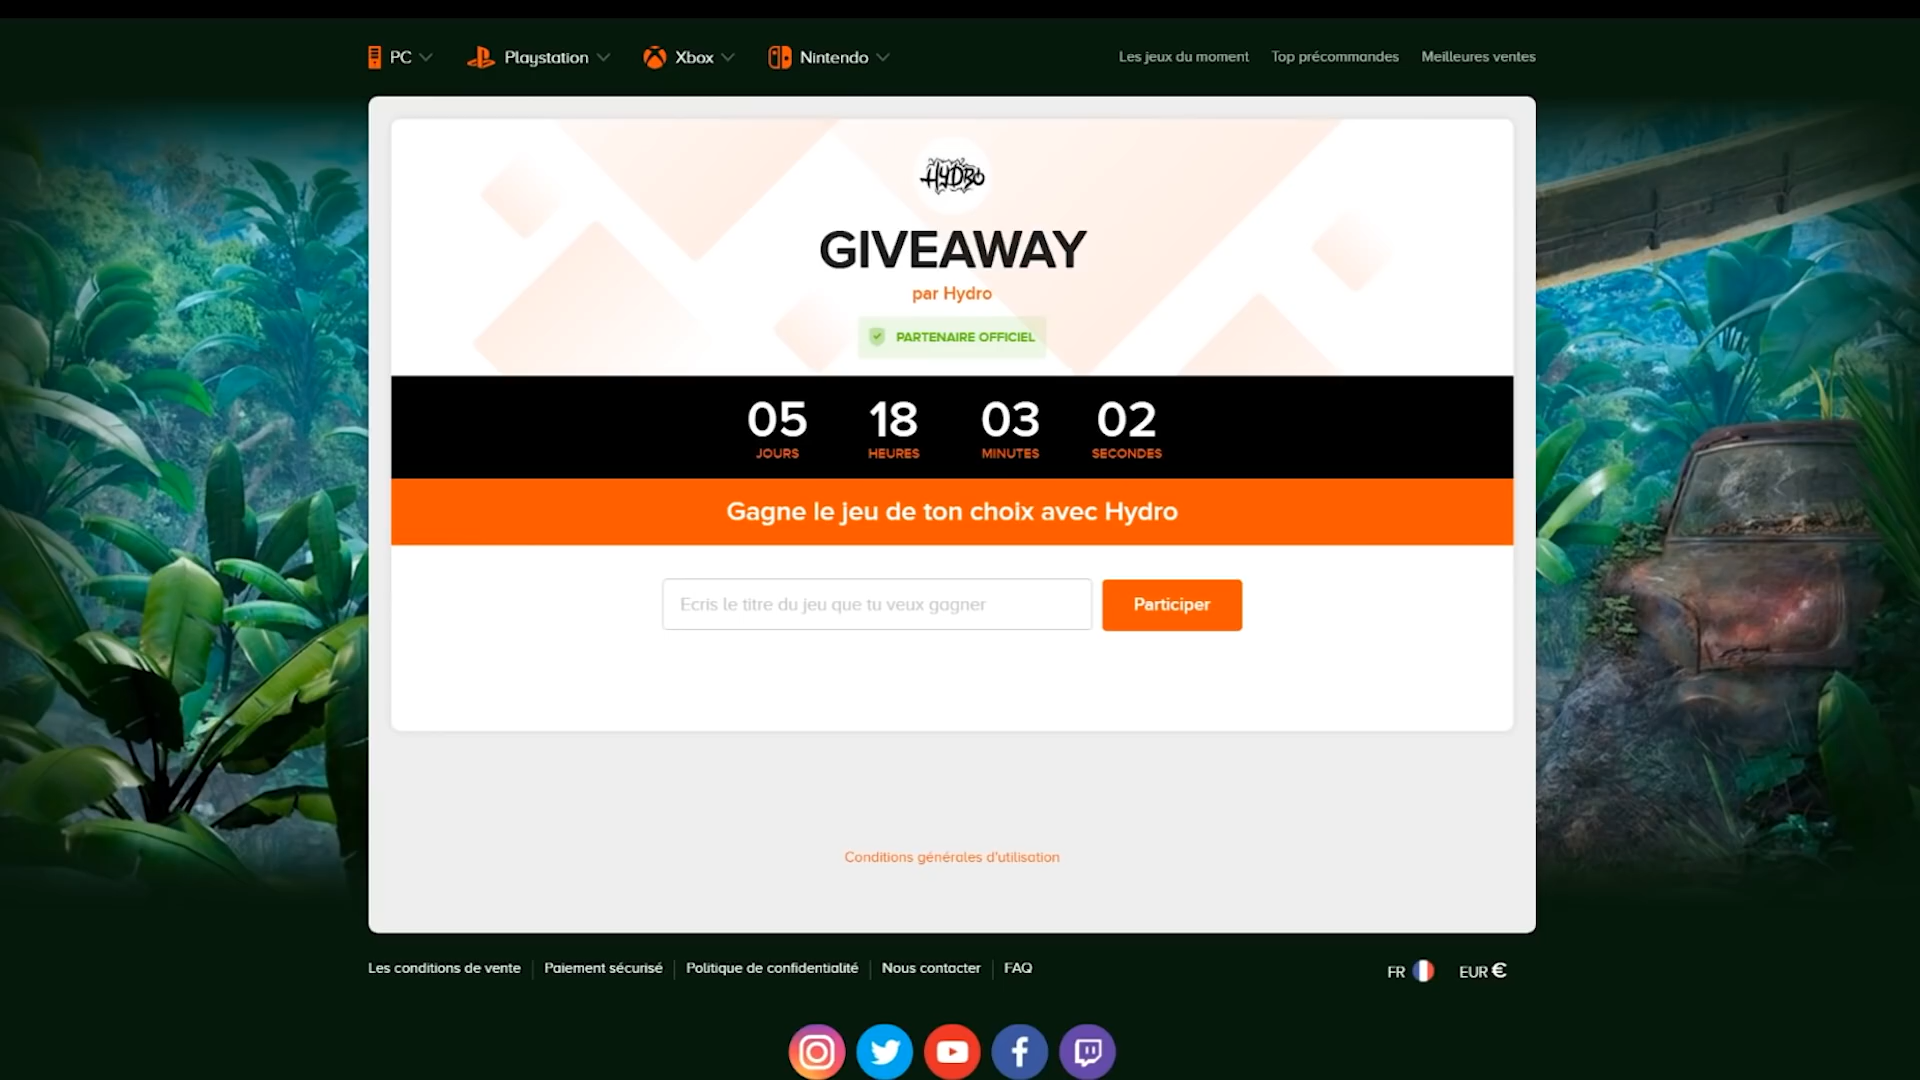 PC
Playstation
Xbox
Nintendo
Les jeux du moment
Top précommandes
Meilleures ventes
HYDRO
GIVEAWAY
par Hydro
PARTENAIRE OFFICIEL
05 18 03 02
JOURS HEURES MINUTES SECONDES
Gagne le jeu de ton choix avec Hydro
Ecris le titre du jeu que tu veux gagner
Participer
Conditions générales d'utilisation
Les conditions de vente
Paiement sécurisé
Politique de confidentialité
Nous contacter
FAQ
FR
EUR €